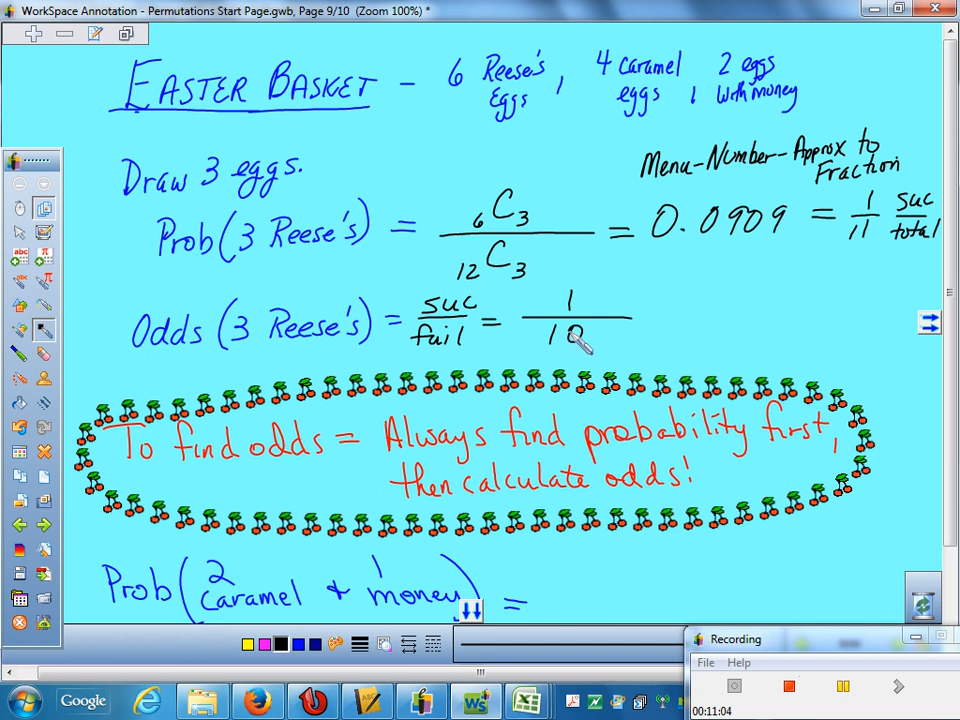 WorkSpace Annotation - Permutations Start Page.gwb, Page 9/10 (Zoom 100%) *
EASTER BASKET - 6 Reese's Eggs, 4 caramel eggs, 2 eggs with money
Draw 3 eggs.
Menu-Number-Approx to Fraction
Prob(3 Reese's) = 6C3 / 12C3 = 0.0909 = 1/11 suc/total
Odds (3 Reese's) = suc/fail = 1/10
To find odds = Always find probability first,
then calculate odds!
Prob(2 caramel + 1 money) =
Recording
File Help
00:11:04
Google